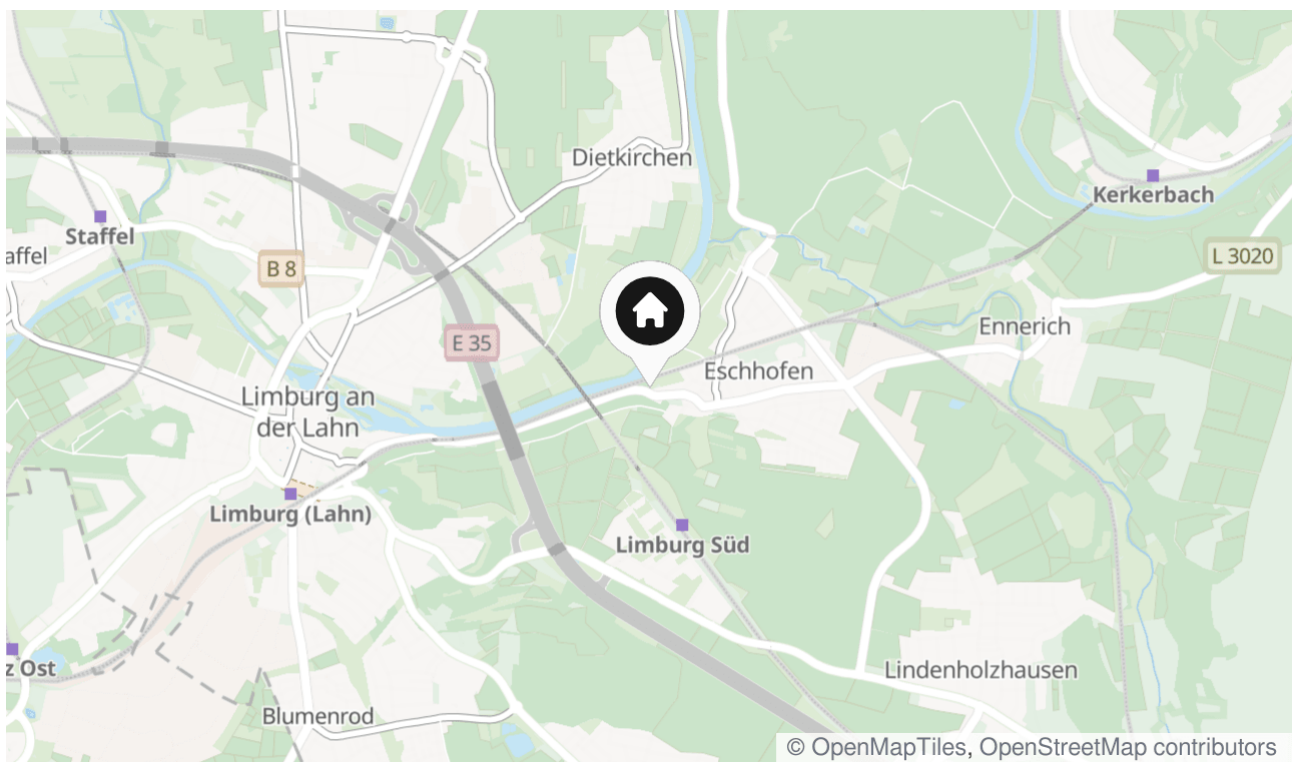 Dietkirchen
Kerkerbach
Staffel
affel
B 8
L 3020
Ennerich
E 35
Eschhofen
Limburg an
der Lahn
Limburg (Lahn)
Limburg Süd
z Ost
Lindenholzhausen
Blumenrod
© OpenMapTiles, OpenStreetMap contributors